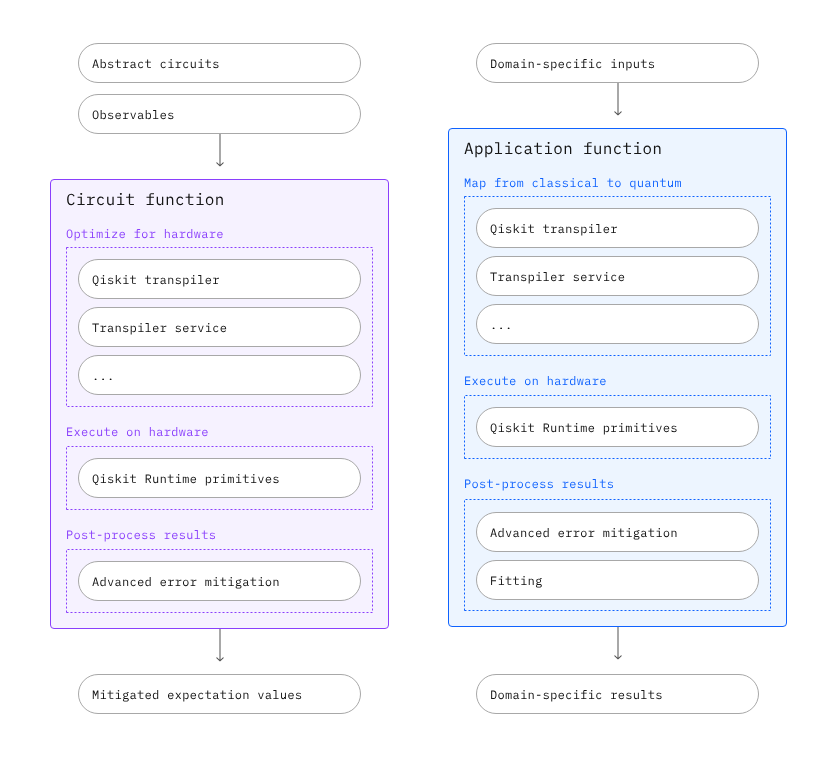 Abstract circuits
Observables
Circuit function
Optimize for hardware
Qiskit transpiler
Transpiler service
...
Execute on hardware
Qiskit Runtime primitives
Post-process results
Advanced error mitigation
Mitigated expectation values
Domain-specific inputs
Application function
Map from classical to quantum
Qiskit transpiler
Transpiler service
...
Execute on hardware
Qiskit Runtime primitives
Post-process results
Advanced error mitigation
Fitting
Domain-specific results